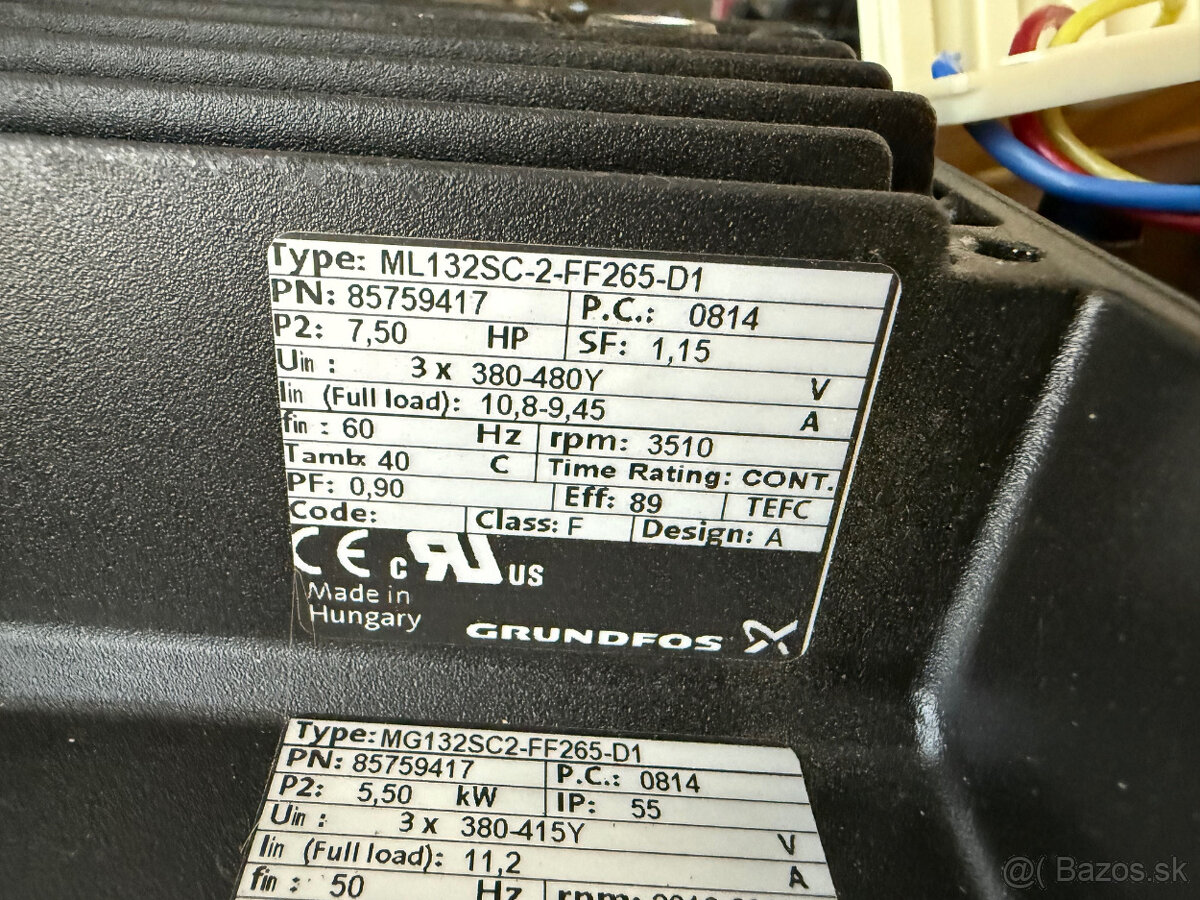 Type: ML132SC-2-FF265-D1
PN: 85759417 P.C.: 0814
P2: 7,50 HP SF: 1,15
Uin : 3 x 380-480Y V
Iin (Full load): 10,8-9,45 A
fin : 60 Hz rpm: 3510
Tamb: 40 C Time Rating: CONT.
PF: 0,90 Eff: 89 TEFC
Code: Class: F Design: A
CE c RU US
Made in
Hungary
GRUNDFOS
Type: MG132SC2-FF265-D1
PN: 85759417 P.C.: 0814
P2: 5,50 kW IP: 55
Uin : 3 x 380-415Y V
Iin (Full load): 11,2 A
fin : 50 Hz rpm:
@( Bazos.sk